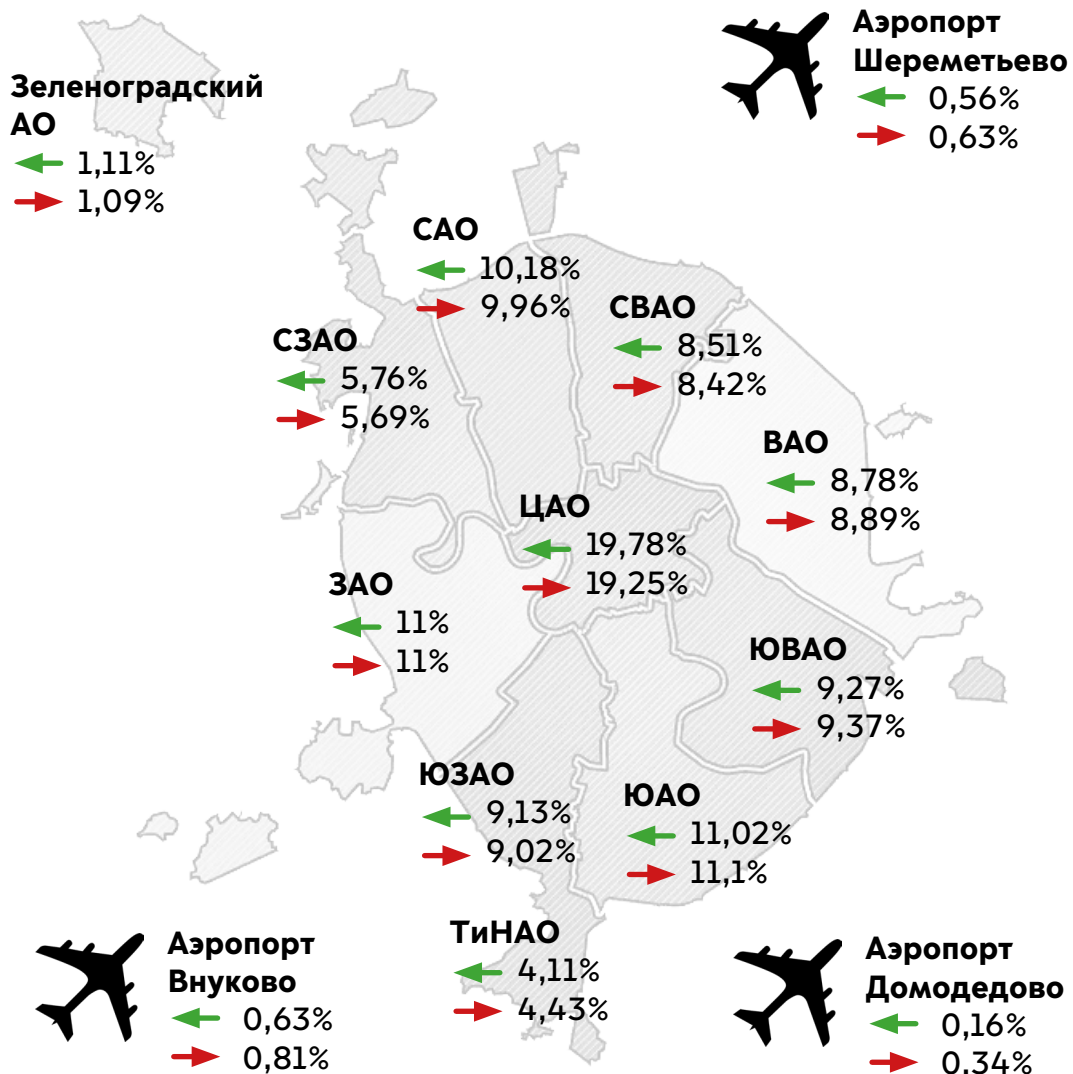 Аэропорт
Шереметьево
0,56%
0,63%
Зеленоградский
АО
1,11%
1,09%
САО
10,18%
9,96%
СВАО
8,51%
8,42%
СЗАО
5,76%
5,69%
ВАО
8,78%
8,89%
ЦАО
19,78%
19,25%
ЗАО
11%
11%
ЮВАО
9,27%
9,37%
ЮЗАО
9,13%
9,02%
ЮАО
11,02%
11,1%
ТиНАО
4,11%
4,43%
Аэропорт
Внуково
0,63%
0,81%
Аэропорт
Домодедово
0,16%
0,34%